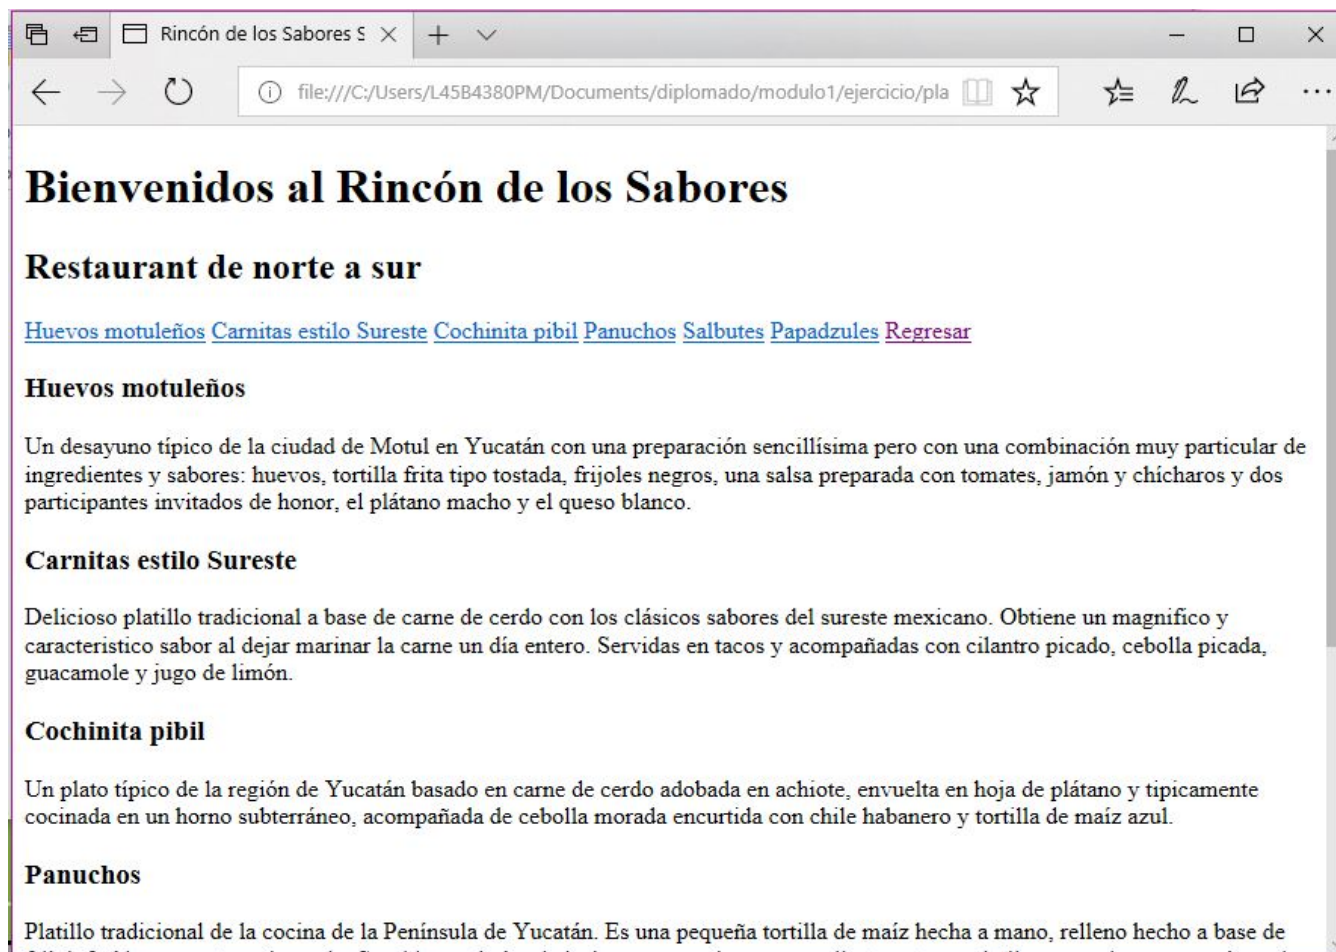 Rincón de los Sabores S
file:///C:/Users/L45B4380PM/Documents/diplomado/modulo1/ejercicio/pla
Bienvenidos al Rincón de los Sabores
Restaurant de norte a sur
Huevos motuleños Carnitas estilo Sureste Cochinita pibil Panuchos Salbutes Papadzules Regresar
Huevos motuleños
Un desayuno típico de la ciudad de Motul en Yucatán con una preparación sencillísima pero con una combinación muy particular de
ingredientes y sabores: huevos, tortilla frita tipo tostada, frijoles negros, una salsa preparada con tomates, jamón y chícharos y dos
participantes invitados de honor, el plátano macho y el queso blanco.
Carnitas estilo Sureste
Delicioso platillo tradicional a base de carne de cerdo con los clásicos sabores del sureste mexicano. Obtiene un magnifico y
caracteristico sabor al dejar marinar la carne un día entero. Servidas en tacos y acompañadas con cilantro picado, cebolla picada,
guacamole y jugo de limón.
Cochinita pibil
Un plato típico de la región de Yucatán basado en carne de cerdo adobada en achiote, envuelta en hoja de plátano y tipicamente
cocinada en un horno subterráneo, acompañada de cebolla morada encurtida con chile habanero y tortilla de maíz azul.
Panuchos
Platillo tradicional de la cocina de la Península de Yucatán. Es una pequeña tortilla de maíz hecha a mano, relleno hecho a base de